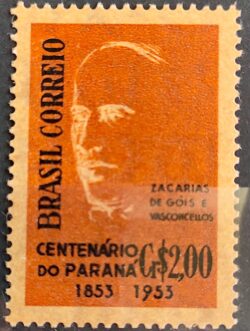 BRASIL CORREIO
ZACARIAS
DE GÓIS E
VASCONCELLOS
CENTENÁRIO
DO PARANÁ
Cr$2,00
1853 1953